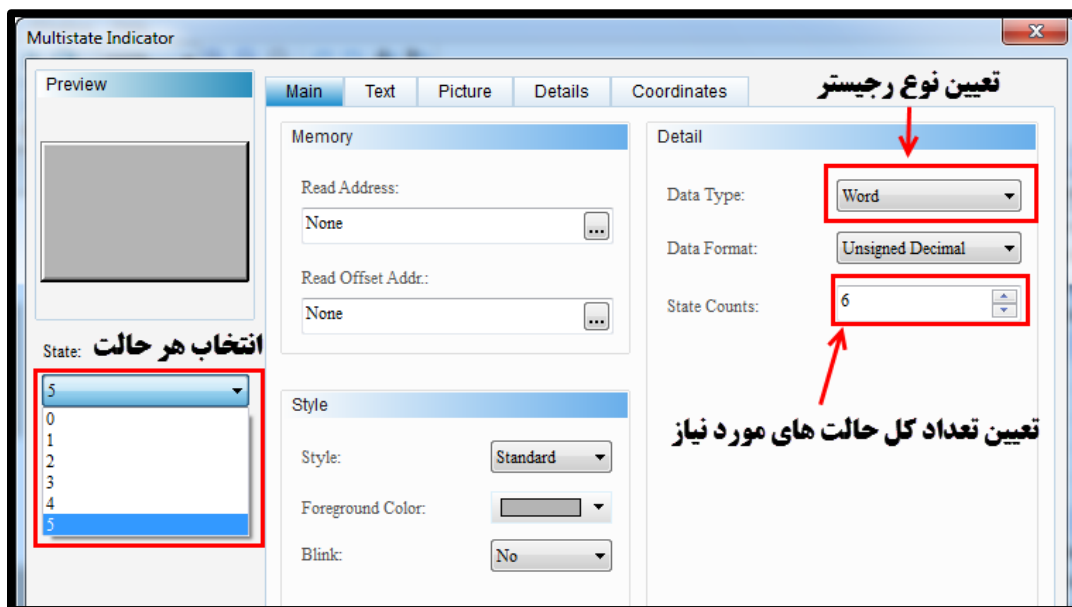 Multistate Indicator
Preview
Main Text Picture Details Coordinates
تعیین نوع رجیستر
Memory
Detail
Read Address:
None
...
Data Type:
Word
Data Format:
Unsigned Decimal
Read Offset Addr.:
None
...
State Counts:
6
State:
انتخاب هر حالت
5
0
1
2
3
4
5
تعیین تعداد کل حالت های مورد نیاز
Style
Style:
Standard
Foreground Color:
Blink:
No